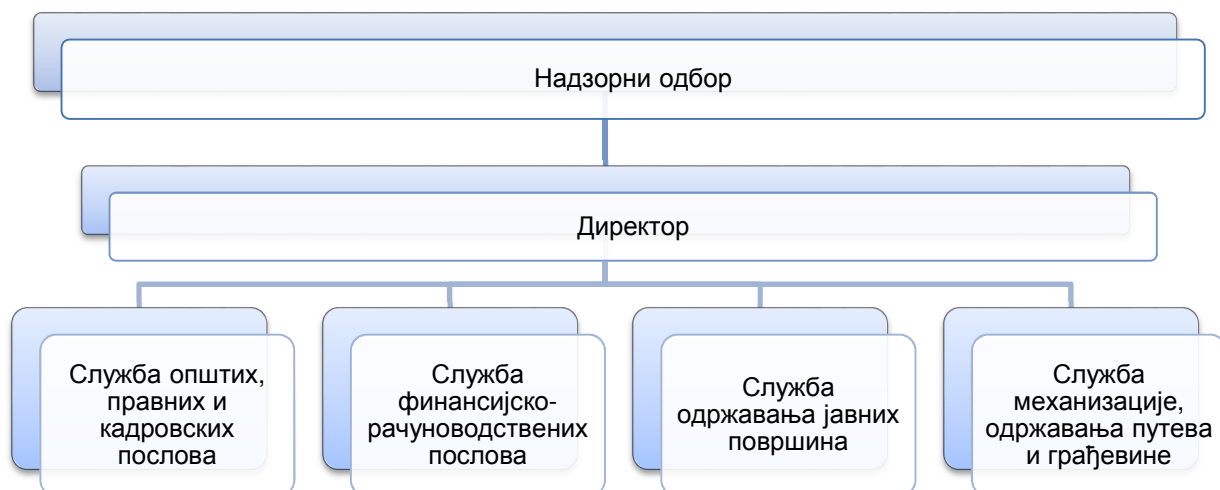 Надзорни одбор
Директор
Служба општих,
правних и
кадровских
послова
Служба
финансијско-
рачуноводствених
послова
Служба
одржавања јавних
површина
Служба
механизације,
одржавања путева
и грађевине